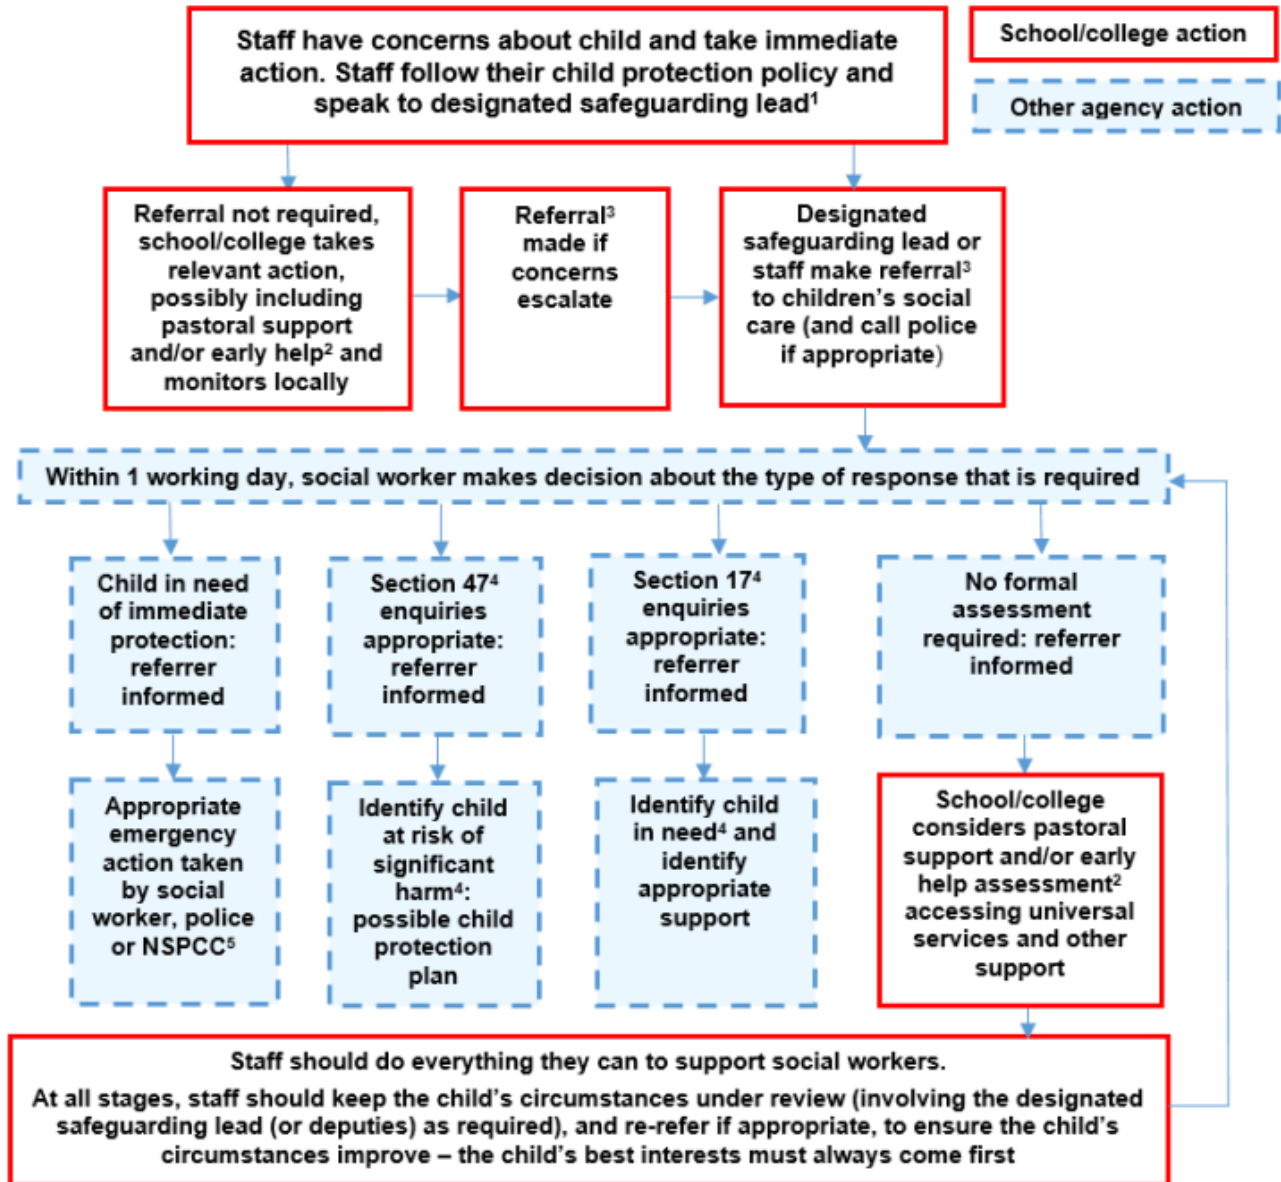 Staff have concerns about child and take immediate
action. Staff follow their child protection policy and
speak to designated safeguarding lead¹
School/college action
Other agency action
Referral not required,
school/college takes
relevant action,
possibly including
pastoral support
and/or early help² and
monitors locally
Referral³
made if
concerns
escalate
Designated
safeguarding lead or
staff make referral³
to children's social
care (and call police
if appropriate)
Within 1 working day, social worker makes decision about the type of response that is required
Child in need
of immediate
protection:
referrer
informed
Section 47⁴
enquiries
appropriate:
referrer
informed
Section 17⁴
enquiries
appropriate:
referrer
informed
No formal
assessment
required: referrer
informed
Appropriate
emergency
action taken
by social
worker, police
or NSPCC⁵
Identify child
at risk of
significant
harm⁴:
possible child
protection
plan
Identify child
in need⁴ and
identify
appropriate
support
School/college
considers pastoral
support and/or early
help assessment²
accessing universal
services and other
support
Staff should do everything they can to support social workers.
At all stages, staff should keep the child's circumstances under review (involving the designated
safeguarding lead (or deputies) as required), and re-refer if appropriate, to ensure the child's
circumstances improve – the child's best interests must always come first